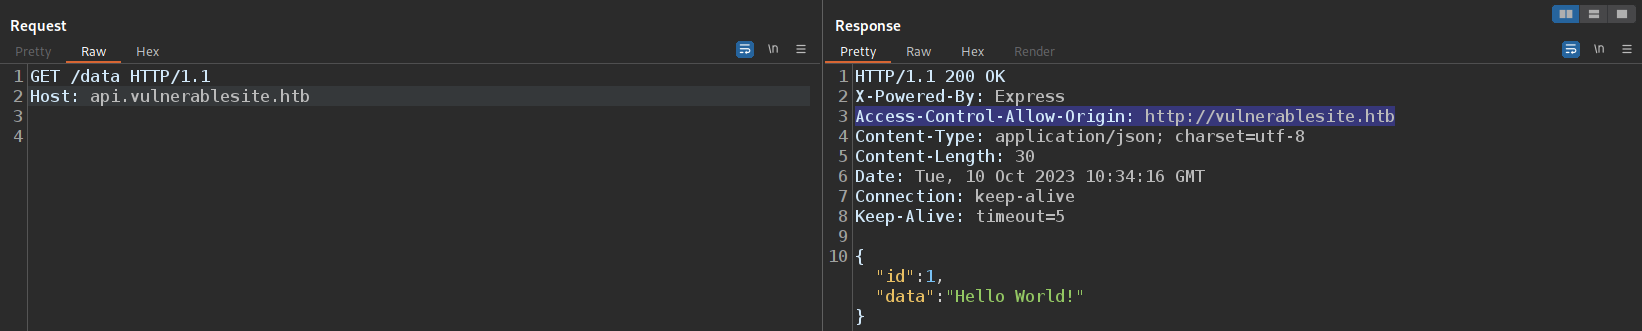 Request
Pretty Raw Hex
\n
1 GET /data HTTP/1.1
2 Host: api.vulnerablesite.htb
3
4
Response
Pretty Raw Hex Render
\n
1 HTTP/1.1 200 OK
2 X-Powered-By: Express
3 Access-Control-Allow-Origin: http://vulnerablesite.htb
4 Content-Type: application/json; charset=utf-8
5 Content-Length: 30
6 Date: Tue, 10 Oct 2023 10:34:16 GMT
7 Connection: keep-alive
8 Keep-Alive: timeout=5
9
10 {
"id":1,
"data":"Hello World!"
}